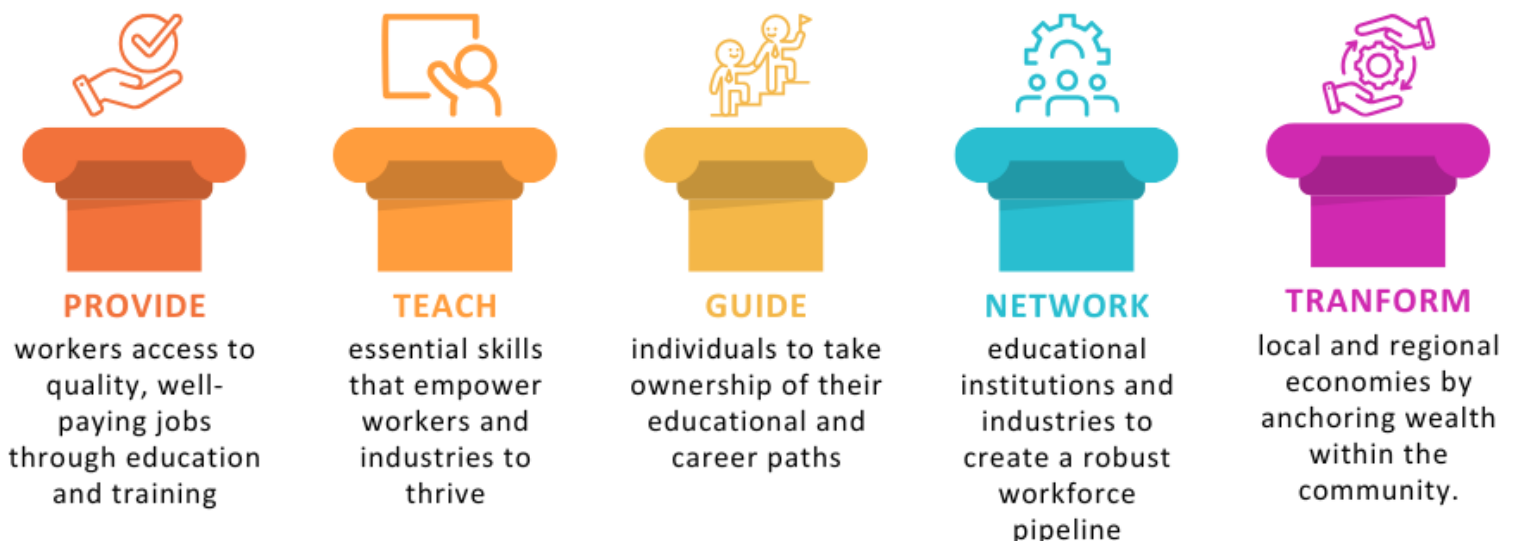 PROVIDE
workers access to
quality, well-
paying jobs
through education
and training
TEACH
essential skills
that empower
workers and
industries to
thrive
GUIDE
individuals to take
ownership of their
educational and
career paths
NETWORK
educational
institutions and
industries to
create a robust
workforce
pipeline
TRANFORM
local and regional
economies by
anchoring wealth
within the
community.